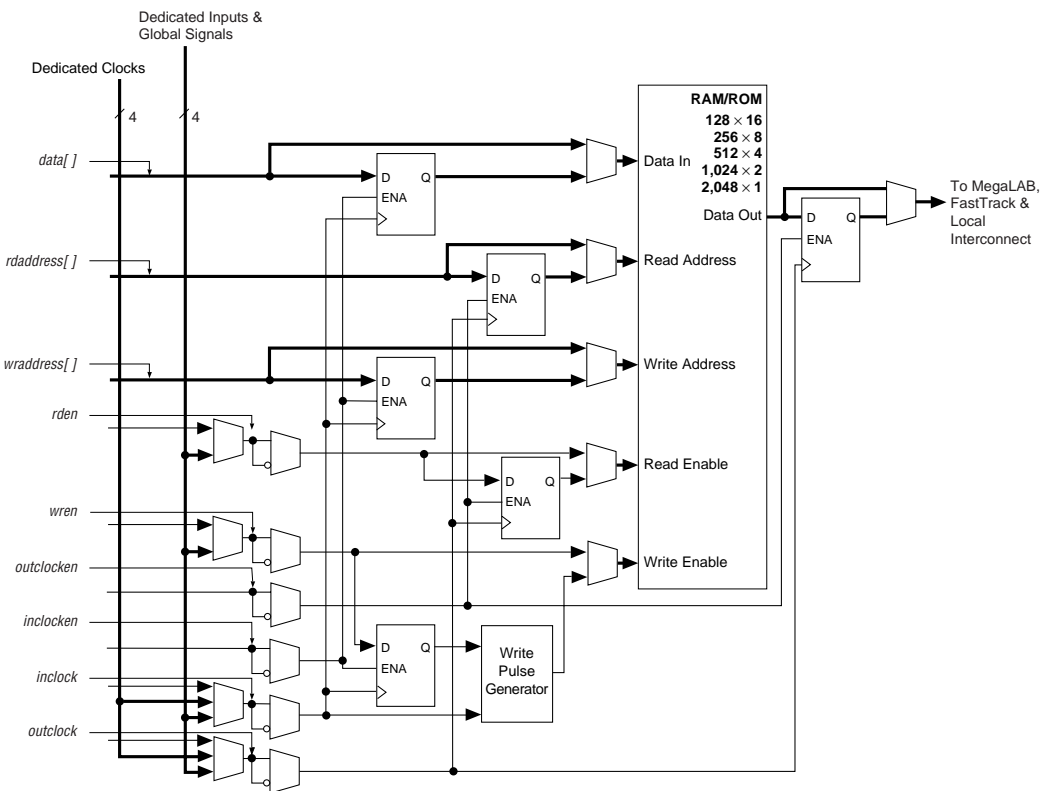 Dedicated Inputs &
Global Signals
Dedicated Clocks
4
4
RAM/ROM
128 × 16
256 × 8
512 × 4
1,024 × 2
2,048 × 1
data[ ]
D
Q
ENA
Data In
Data Out
D
Q
ENA
To MegaLAB,
FastTrack &
Local
Interconnect
rdaddress[ ]
D
Q
ENA
Read Address
wraddress[ ]
D
Q
ENA
Write Address
rden
D
Q
ENA
Read Enable
wren
Write Enable
outclocken
inclocken
D
Q
ENA
Write
Pulse
Generator
inclock
outclock